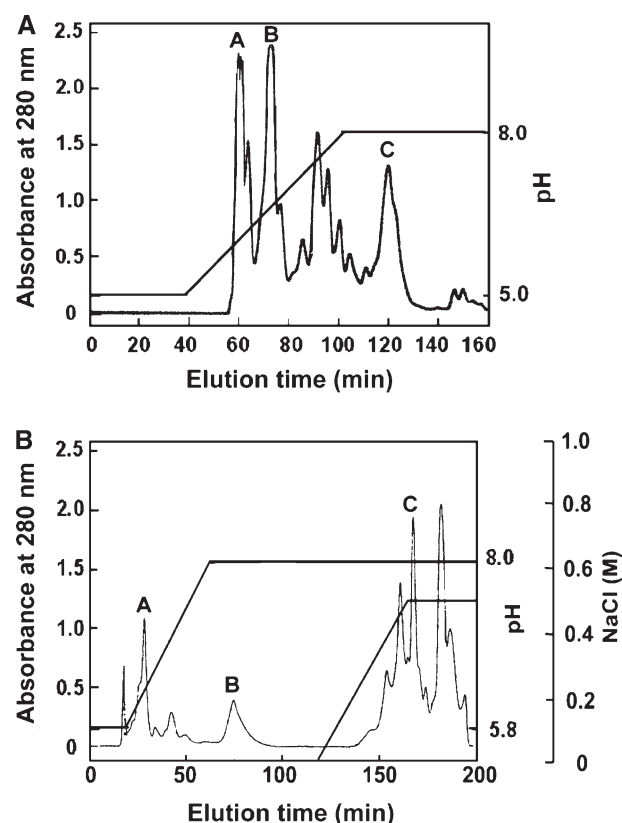 A
Absorbance at 280 nm
2.5
2.0
1.5
1.0
0.5
0
A
B
C
8.0
5.0
pH
0 20 40 60 80 100 120 140 160
Elution time (min)
B
Absorbance at 280 nm
2.5
2.0
1.5
1.0
0.5
0
A
B
C
8.0
5.8
pH
1.0
0.8
0.6
0.4
0.2
0
NaCl (M)
0 50 100 150 200
Elution time (min)